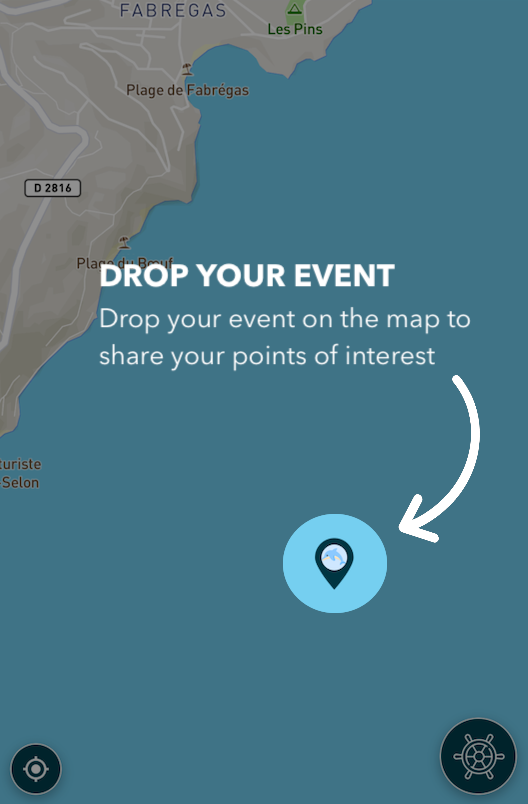 FABREGAS
Les Pins
Plage de Fabrégas
D 2816
Plage du Bœuf
DROP YOUR EVENT
Drop your event on the map to
share your points of interest
turiste
-Selon